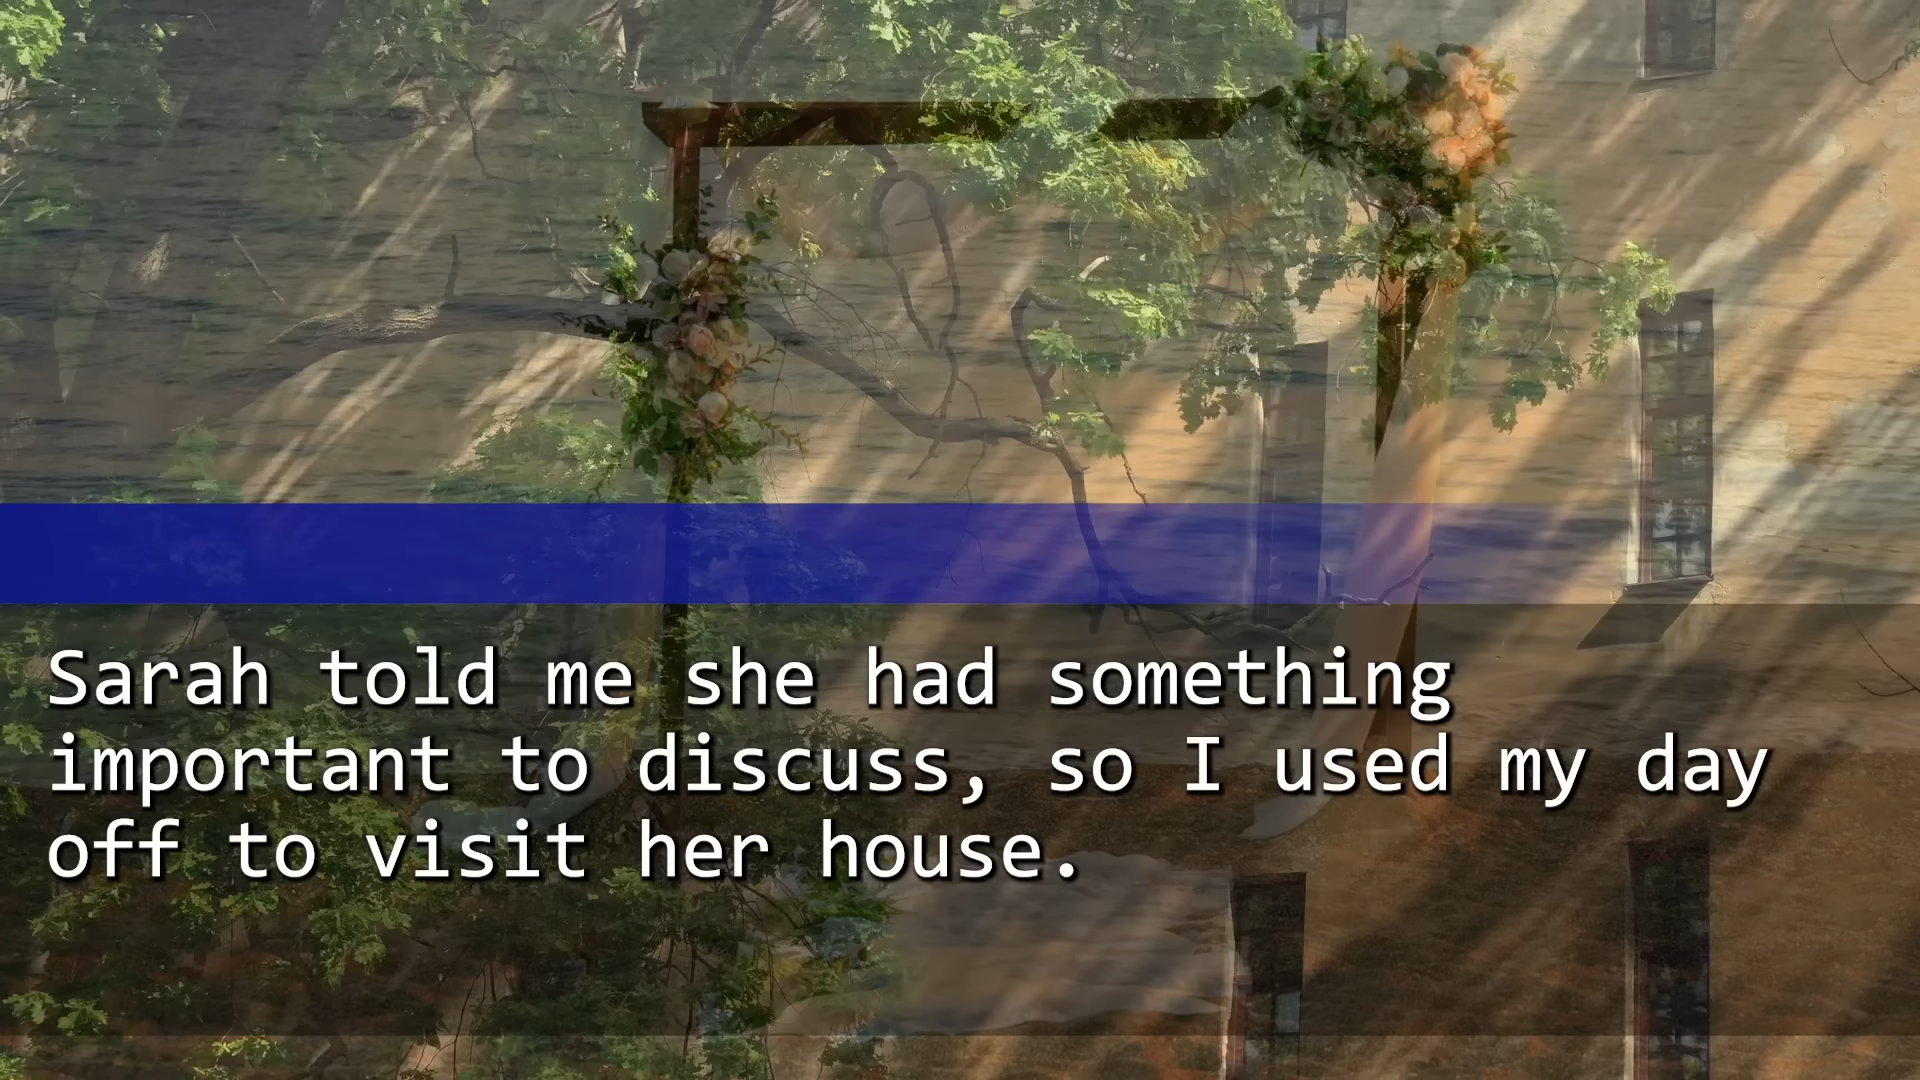 Sarah told me she had something
important to discuss, so I used my day
off to visit her house.